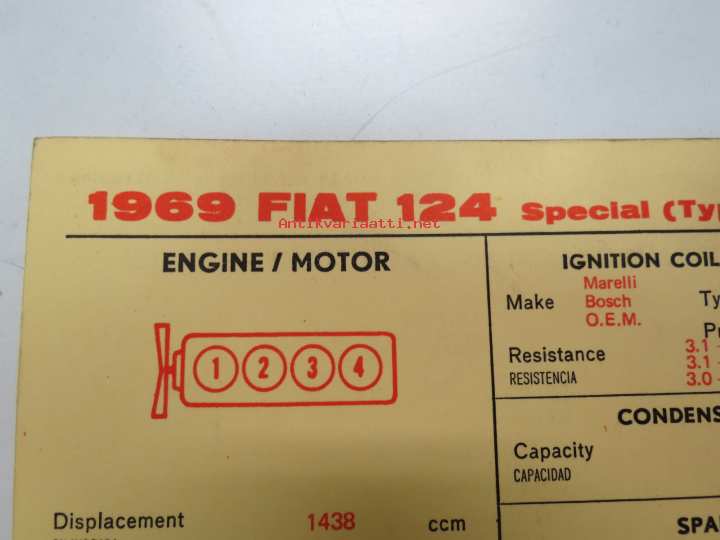 1969 FIAT 124 Special (Typ
Antikvariaatti.net
ENGINE / MOTOR
1 2 3 4
Displacement 1438 ccm
IGNITION COIL
Make Marelli
Bosch
O.E.M.
Resistance 3.1
RESISTENCIA 3.1
3.0
CONDENS
Capacity
CAPACIDAD
SPA